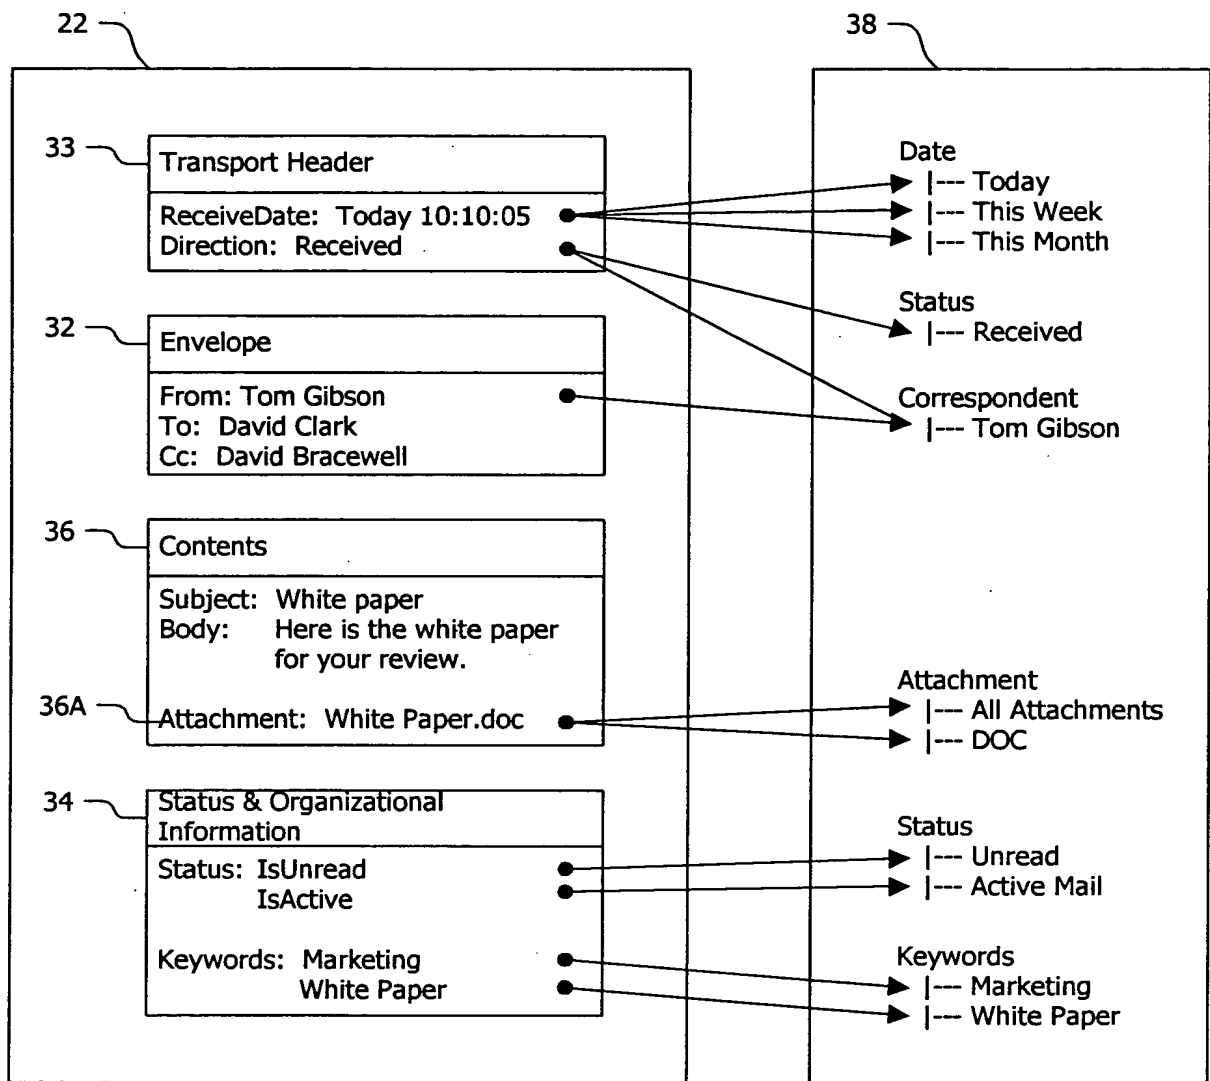 22
38
33
Transport Header
ReceiveDate: Today 10:10:05
Direction: Received
32
Envelope
From: Tom Gibson
To: David Clark
Cc: David Bracewell
36
Contents
Subject: White paper
Body: Here is the white paper
for your review.
36A
Attachment: White Paper.doc
34
Status & Organizational
Information
Status: IsUnread
IsActive
Keywords: Marketing
White Paper
Date
|--- Today
|--- This Week
|--- This Month
Status
|--- Received
Correspondent
|--- Tom Gibson
Attachment
|--- All Attachments
|--- DOC
Status
|--- Unread
|--- Active Mail
Keywords
|--- Marketing
|--- White Paper